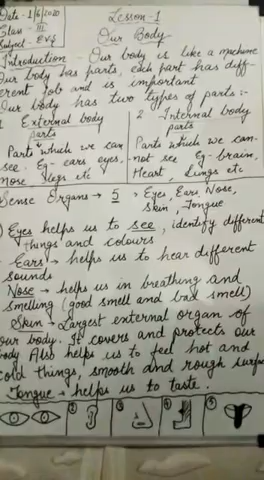 Date - 1/6/2020
Class - III
Subject - E.V.S
Lesson - 1
Our Body
Introduction - Our body is like a machine
Our body has parts, each part has diff-
erent job and is important.
Our body has two types of parts :-
1 External body parts
Parts which we can
see. Eg - ears eyes,
nose, legs etc
2 Internal body parts
Parts which we can-
not see Eg - brain,
Heart, Lungs etc
Sense Organs → 5 → Eyes, Ears, Nose,
Skin, Tongue
Eyes helps us to see, identify different
things and colours.
Ears → helps us to hear different
sounds
Nose → helps us in breathing and
smelling (good smell and bad smell)
Skin → Largest external organ of
our body. It covers and protects our
body Also helps us to feel hot and
cold things, smooth and rough surface
Tongue → helps us to taste.